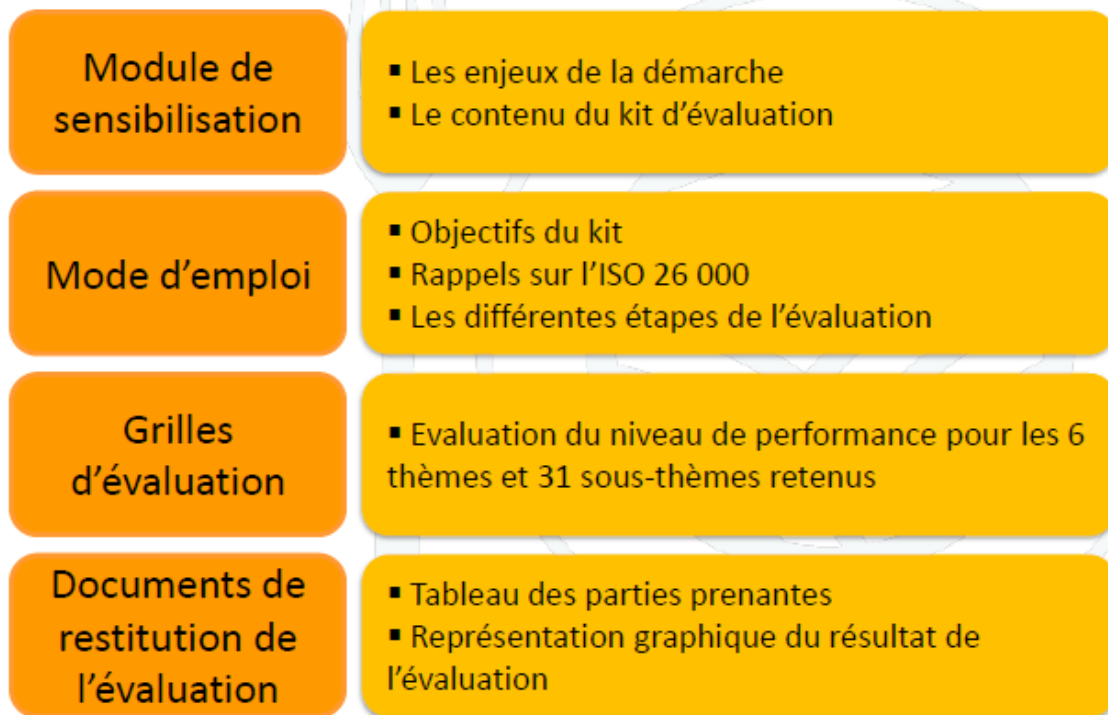 Module de
sensibilisation
▪ Les enjeux de la démarche
▪ Le contenu du kit d’évaluation
Mode d’emploi
▪ Objectifs du kit
▪ Rappels sur l’ISO 26 000
▪ Les différentes étapes de l’évaluation
Grilles
d’évaluation
▪ Evaluation du niveau de performance pour les 6
thèmes et 31 sous-thèmes retenus
Documents de
restitution de
l’évaluation
▪ Tableau des parties prenantes
▪ Représentation graphique du résultat de
l’évaluation